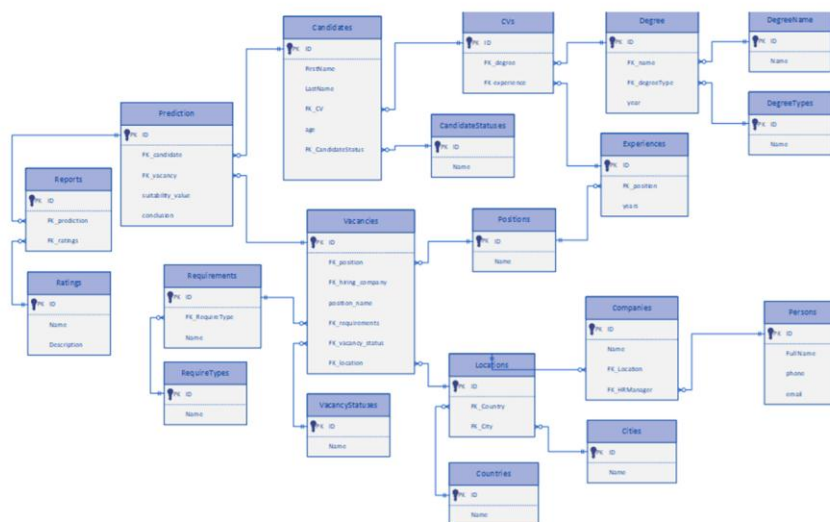 Candidates
PK ID
FirstName
LastName
FK_CV
age
FK_CandidateStatus
CVs
PK ID
FK_degree
FK_experience
Degree
PK ID
FK_name
FK_degreeType
year
DegreeName
PK ID
Name
DegreeTypes
PK ID
Name
Prediction
PK ID
FK_candidate
FK_vacancy
suitability_value
conclusion
CandidateStatuses
PK ID
Name
Experiences
PK ID
FK_position
years
Reports
PK ID
FK_prediction
FK_ratings
Ratings
PK ID
Name
Description
Vacancies
PK ID
FK_position
FK_hiring_company
position_name
FK_requirements
FK_vacancy_status
FK_location
Positions
PK ID
Name
Requirements
PK ID
FK_RequireType
Name
RequireTypes
PK ID
Name
VacancyStatuses
PK ID
Name
Locations
PK ID
FK_Country
FK_City
Companies
PK ID
Name
FK_Location
FK_HRManager
Persons
PK ID
FullName
phone
email
Cities
PK ID
Name
Countries
PK ID
Name